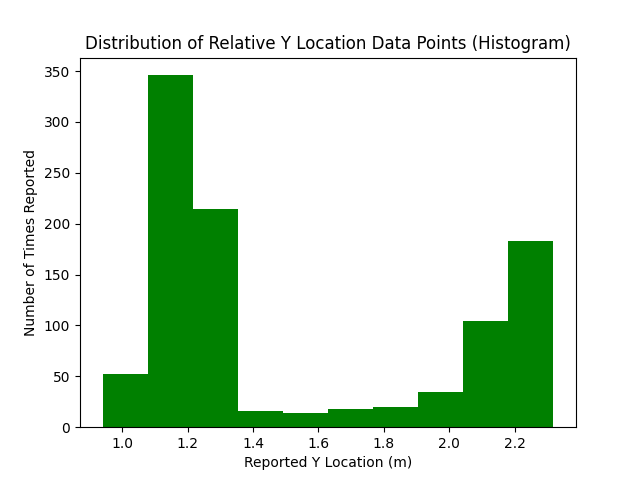 Distribution of Relative Y Location Data Points (Histogram)
350
300
250
200
150
100
50
0
Number of Times Reported
1.0 1.2 1.4 1.6 1.8 2.0 2.2
Reported Y Location (m)